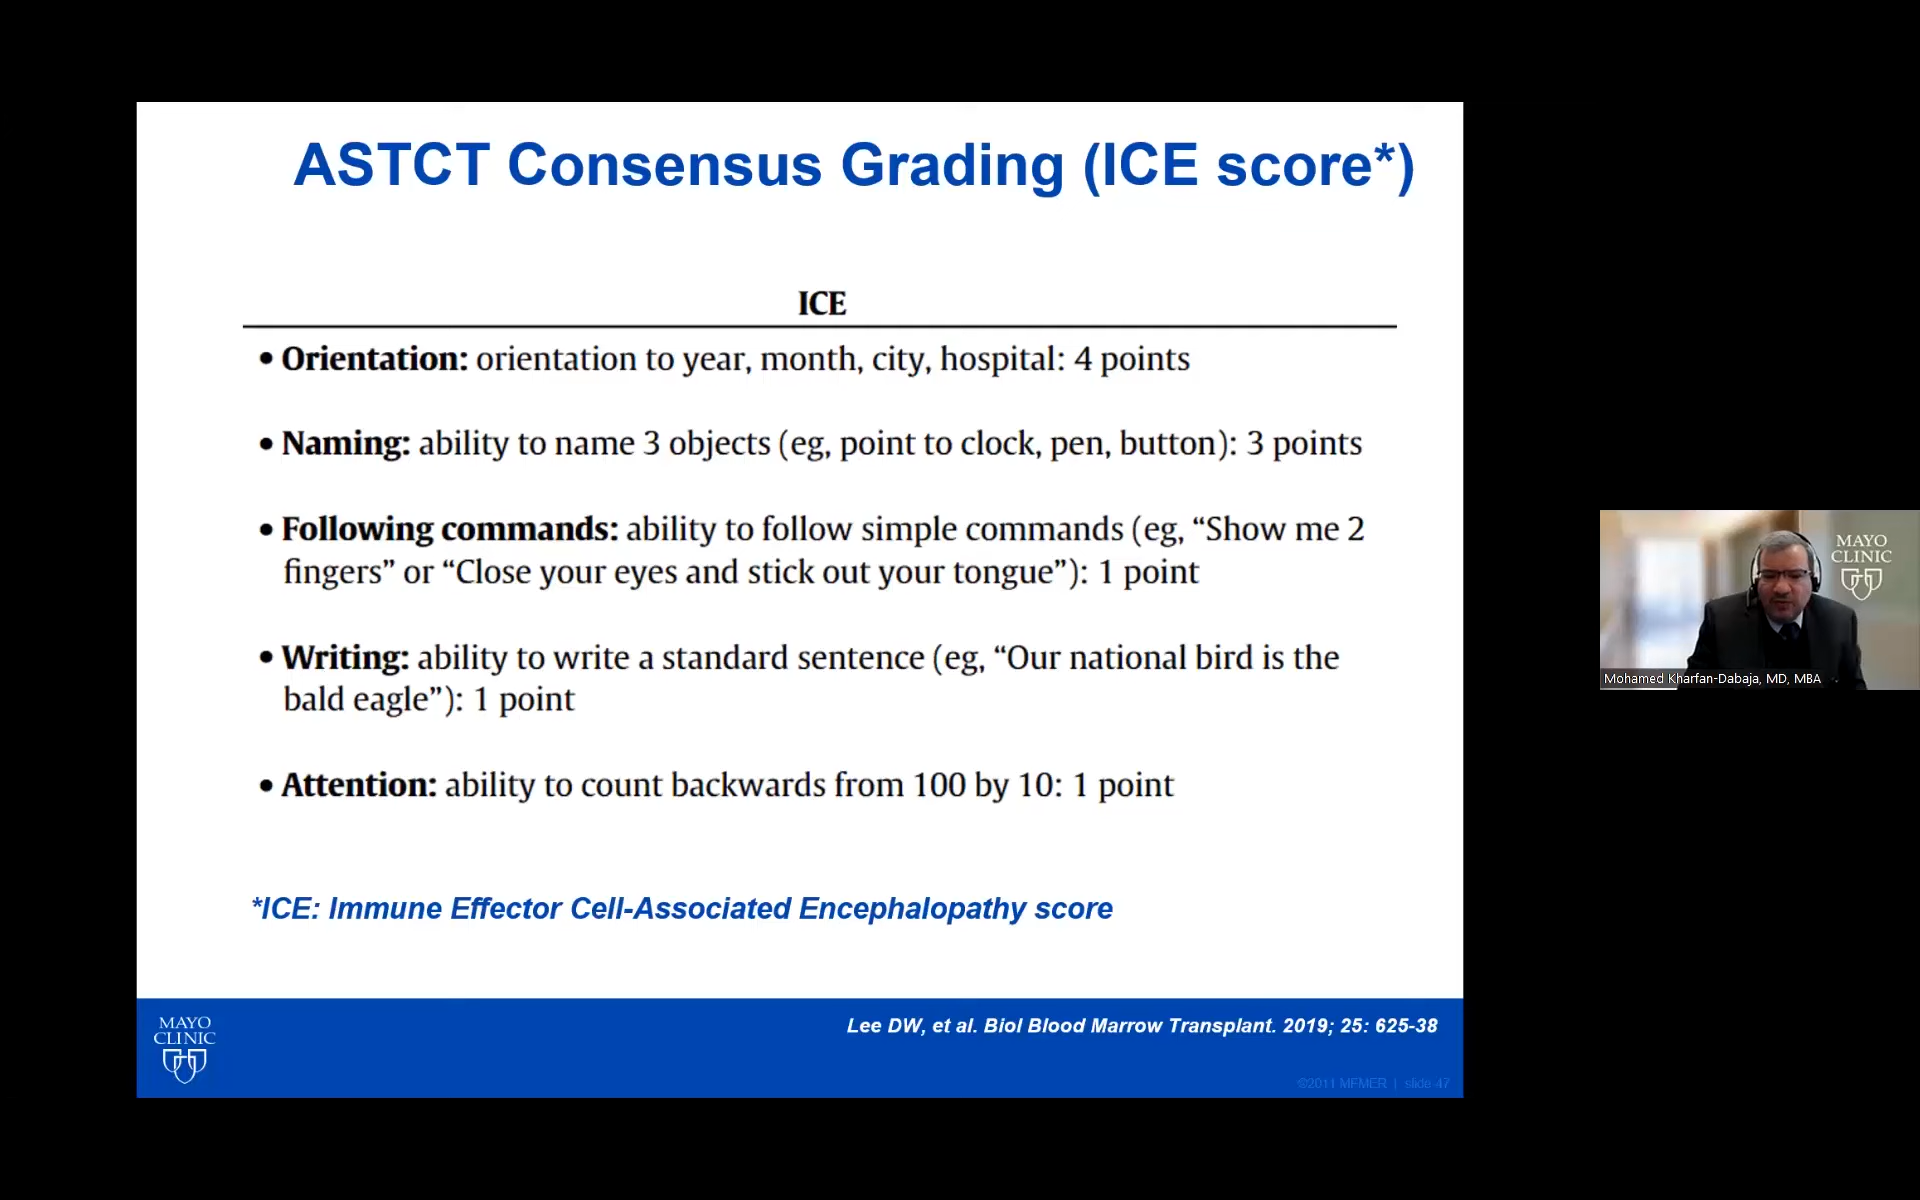 ASTCT Consensus Grading (ICE score*)
ICE
• Orientation: orientation to year, month, city, hospital: 4 points
• Naming: ability to name 3 objects (eg, point to clock, pen, button): 3 points
• Following commands: ability to follow simple commands (eg, “Show me 2
fingers” or “Close your eyes and stick out your tongue”): 1 point
• Writing: ability to write a standard sentence (eg, “Our national bird is the
bald eagle”): 1 point
• Attention: ability to count backwards from 100 by 10: 1 point
*ICE: Immune Effector Cell-Associated Encephalopathy score
MAYO
CLINIC
Lee DW, et al. Biol Blood Marrow Transplant. 2019; 25: 625-38
©2011 MFMER | slide-47
MAYO
CLINIC
Mohamed Kharfan-Dabaja, MD, MBA